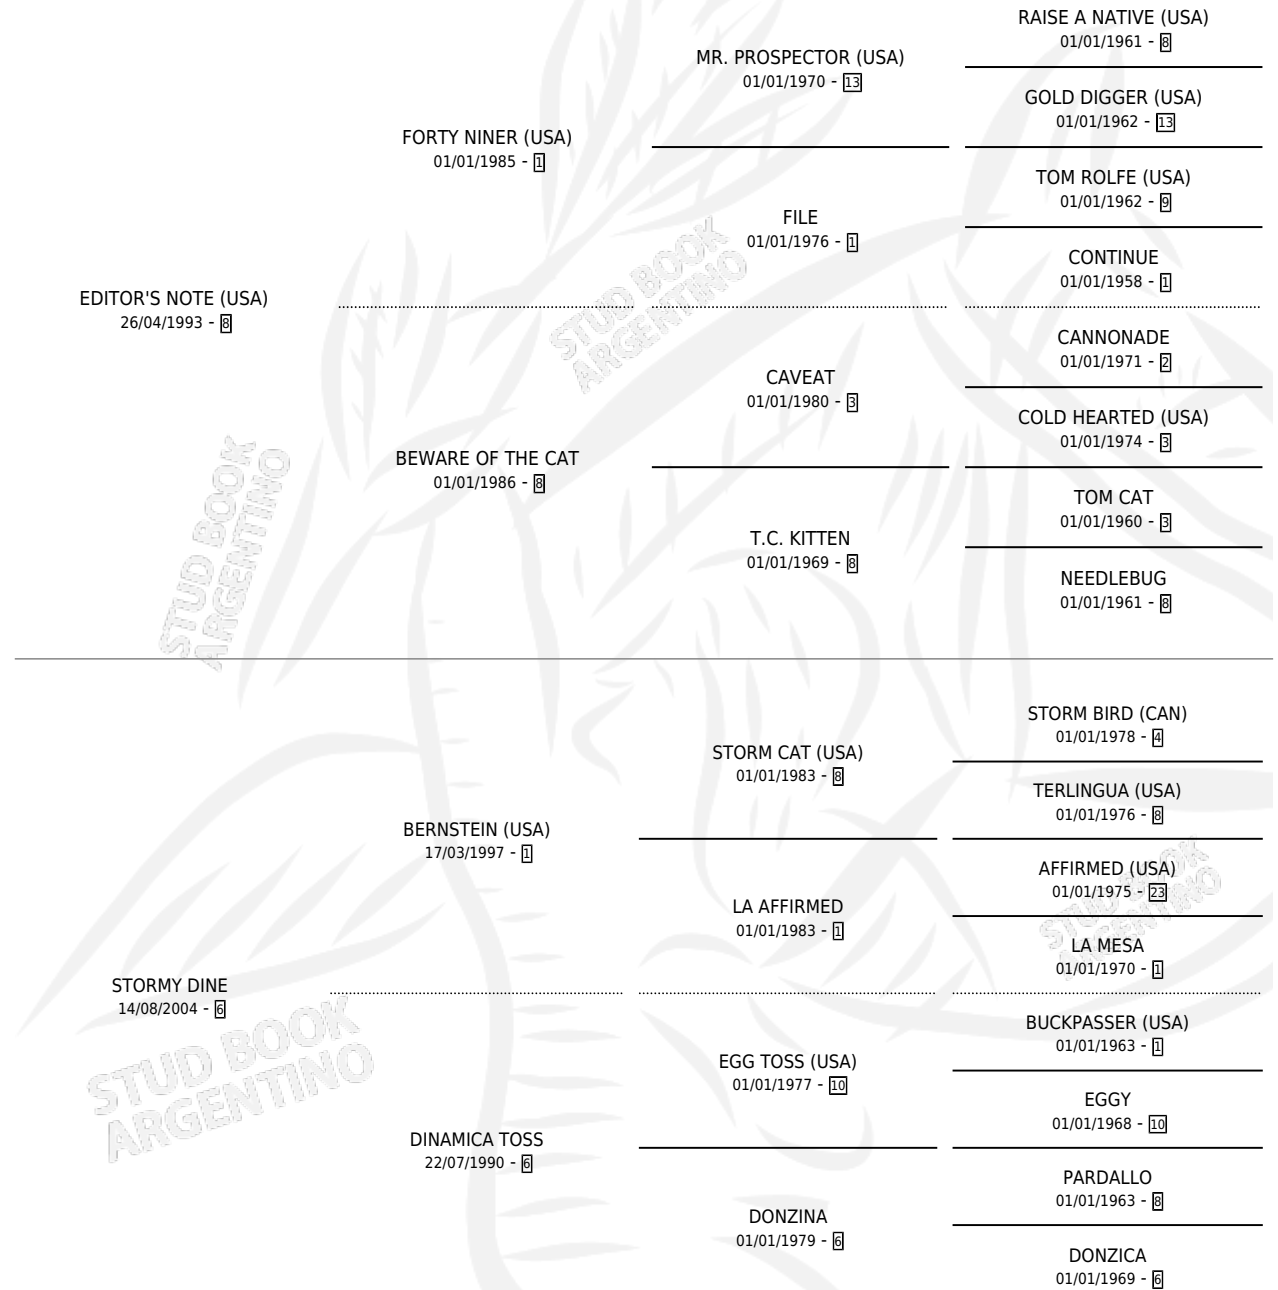 RAISE A NATIVE (USA)
01/01/1961 - 8
MR. PROSPECTOR (USA)
01/01/1970 - 13
GOLD DIGGER (USA)
01/01/1962 - 13
FORTY NINER (USA)
01/01/1985 - 1
TOM ROLFE (USA)
01/01/1962 - 9
FILE
01/01/1976 - 1
CONTINUE
01/01/1958 - 1
EDITOR'S NOTE (USA)
26/04/1993 - 8
CANNONADE
01/01/1971 - 2
CAVEAT
01/01/1980 - 3
COLD HEARTED (USA)
01/01/1974 - 3
BEWARE OF THE CAT
01/01/1986 - 8
TOM CAT
01/01/1960 - 3
T.C. KITTEN
01/01/1969 - 8
NEEDLEBUG
01/01/1961 - 8
STUD BOOK
ARGENTINO
STUD BOOK
ARGENTINO
STORM BIRD (CAN)
01/01/1978 - 4
STORM CAT (USA)
01/01/1983 - 8
TERLINGUA (USA)
01/01/1976 - 8
BERNSTEIN (USA)
17/03/1997 - 1
AFFIRMED (USA)
01/01/1975 - 23
LA AFFIRMED
01/01/1983 - 1
LA MESA
01/01/1970 - 1
STORMY DINE
14/08/2004 - 6
BUCKPASSER (USA)
01/01/1963 - 1
EGG TOSS (USA)
01/01/1977 - 10
EGGY
01/01/1968 - 10
DINAMICA TOSS
22/07/1990 - 6
PARDALLO
01/01/1963 - 8
DONZINA
01/01/1979 - 6
DONZICA
01/01/1969 - 6
STUD BOOK
ARGENTINO
STUD BOOK
ARGENTINO